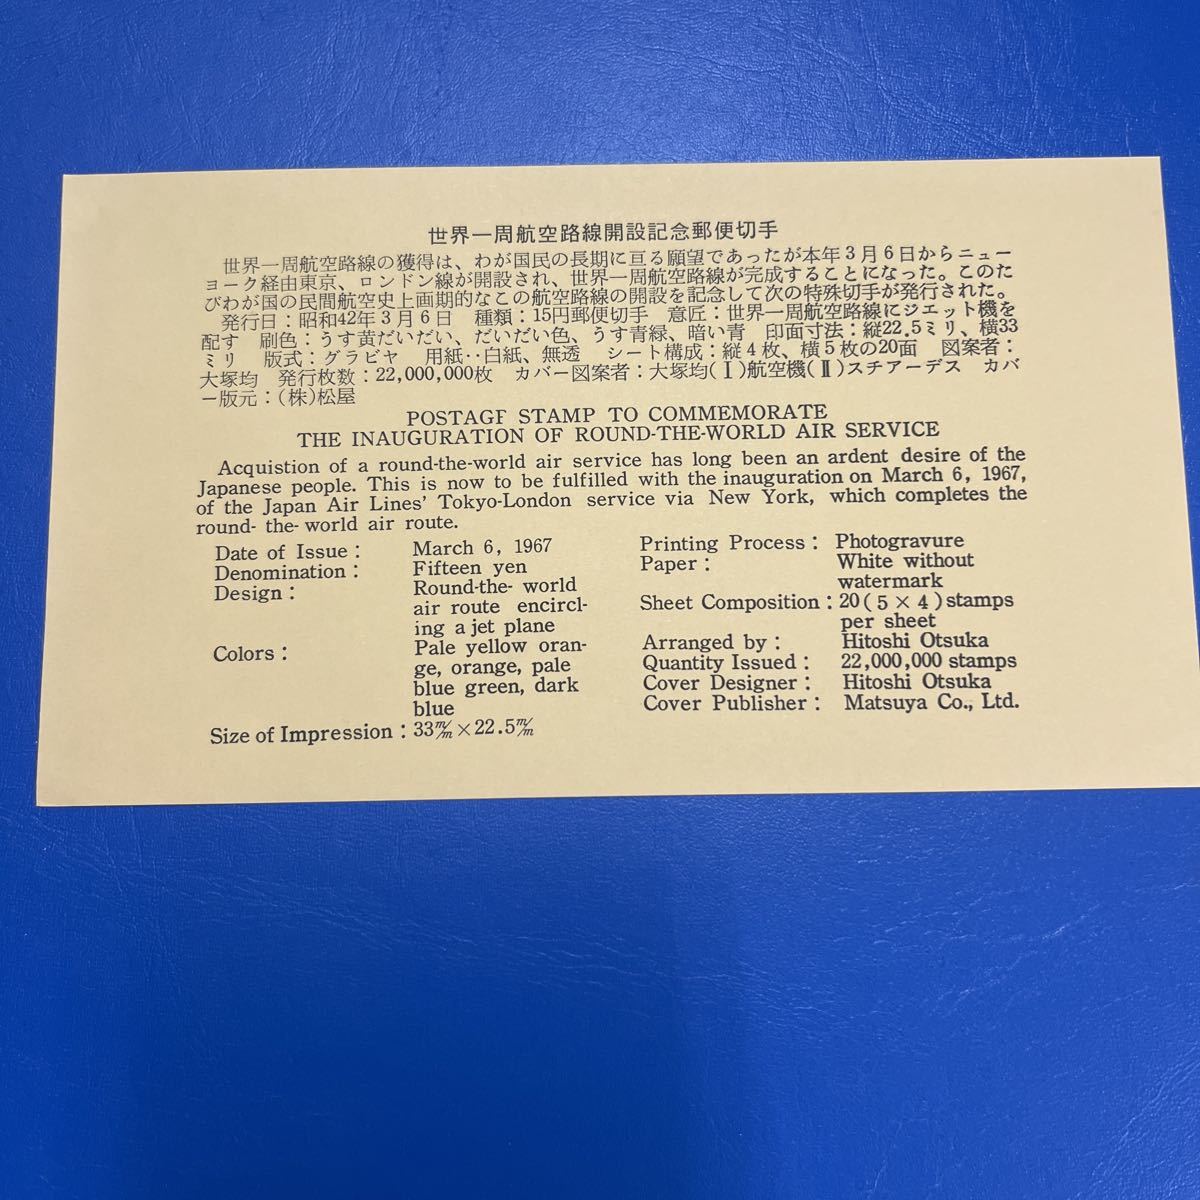 世界一周航空路線開設記念郵便切手
世界一周航空路線の獲得は、わが国民の長期に亘る願望であったが本年3月6日からニュー
ヨーク経由東京、ロンドン線が開設され、世界一周航空路線が完成することになった。このた
びわが国の民間航空史上画期的なこの航空路線の開設を記念して次の特殊切手が発行された。
発行日：昭和42年3月6日 種類：15円郵便切手 意匠：世界一周航空路線にジエット機を
配す 刷色：うす黄だいだい、だいだい色、うす青緑、暗い青 印面寸法：縦22.5ミリ、横33
ミリ 版式：グラビヤ 用紙‥白紙、無透 シート構成：縦4枚、横5枚の20面 図案者：
大塚均 発行枚数：22,000,000枚 カバー図案者：大塚均(Ⅰ)航空機(Ⅱ)スチアーデス カバ
ー版元：(株)松屋
POSTAGF STAMP TO COMMEMORATE
THE INAUGURATION OF ROUND-THE-WORLD AIR SERVICE
Acquistion of a round-the-world air service has long been an ardent desire of the
Japanese people. This is now to be fulfilled with the inauguration on March 6, 1967,
of the Japan Air Lines' Tokyo-London service via New York, which completes the
round- the- world air route.
Date of Issue : March 6, 1967
Denomination : Fifteen yen
Design : Round-the- world
air route encircl-
ing a jet plane
Colors : Pale yellow oran-
ge, orange, pale
blue green, dark
blue
Size of Impression : 33m/m × 22.5m/m
Printing Process : Photogravure
Paper : White without
watermark
Sheet Composition : 20 ( 5 × 4 ) stamps
per sheet
Arranged by : Hitoshi Otsuka
Quantity Issued : 22,000,000 stamps
Cover Designer : Hitoshi Otsuka
Cover Publisher : Matsuya Co., Ltd.